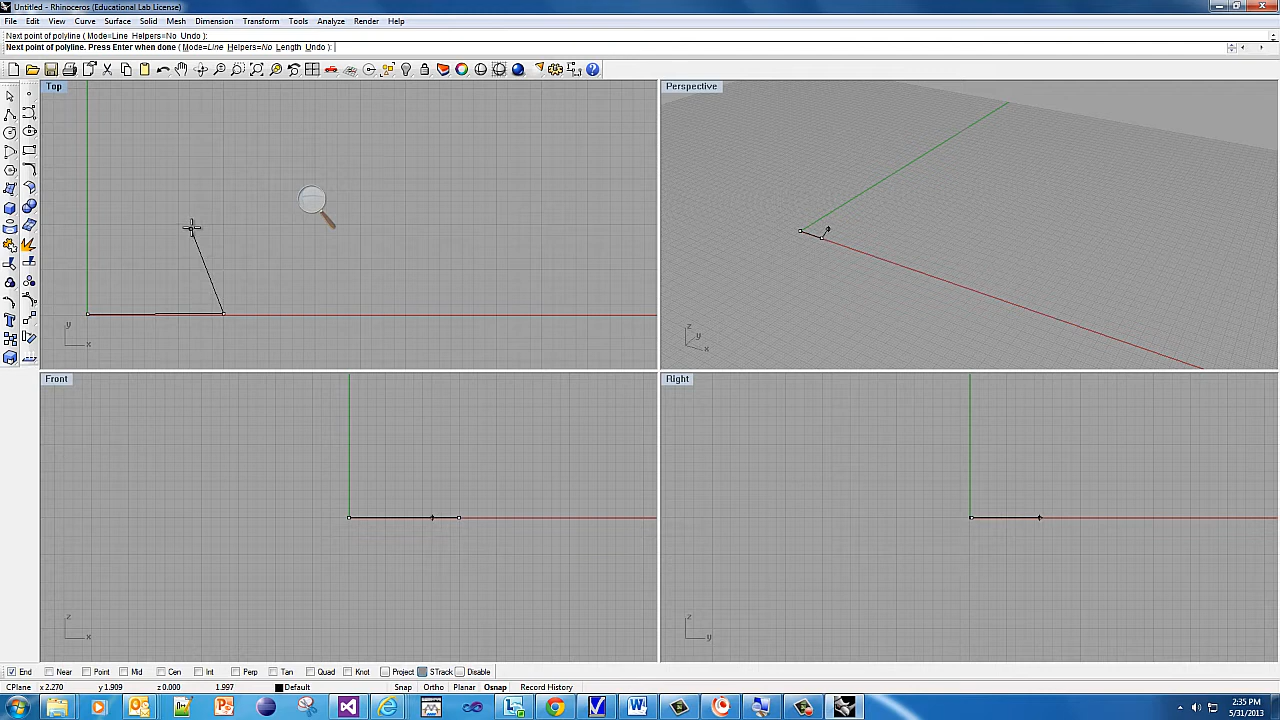 Untitled - Rhinoceros (Educational Lab License)
File Edit View Curve Surface Solid Mesh Dimension Transform Tools Analyze Render Help
Next point of polyline ( Mode=Line Helpers=No Undo ):
Next point of polyline. Press Enter when done ( Mode=Line Helpers=No Length Undo ):
Top
Perspective
y
x
z
y
x
Front
Right
z
x
z
y
End Near Point Mid Cen Int Perp Tan Quad Knot Project STrack Disable
CPlane x 2.270 y 1.909 z 0.000 1.997 Default Snap Ortho Planar Osnap Record History
2:35 PM
5/31/2013